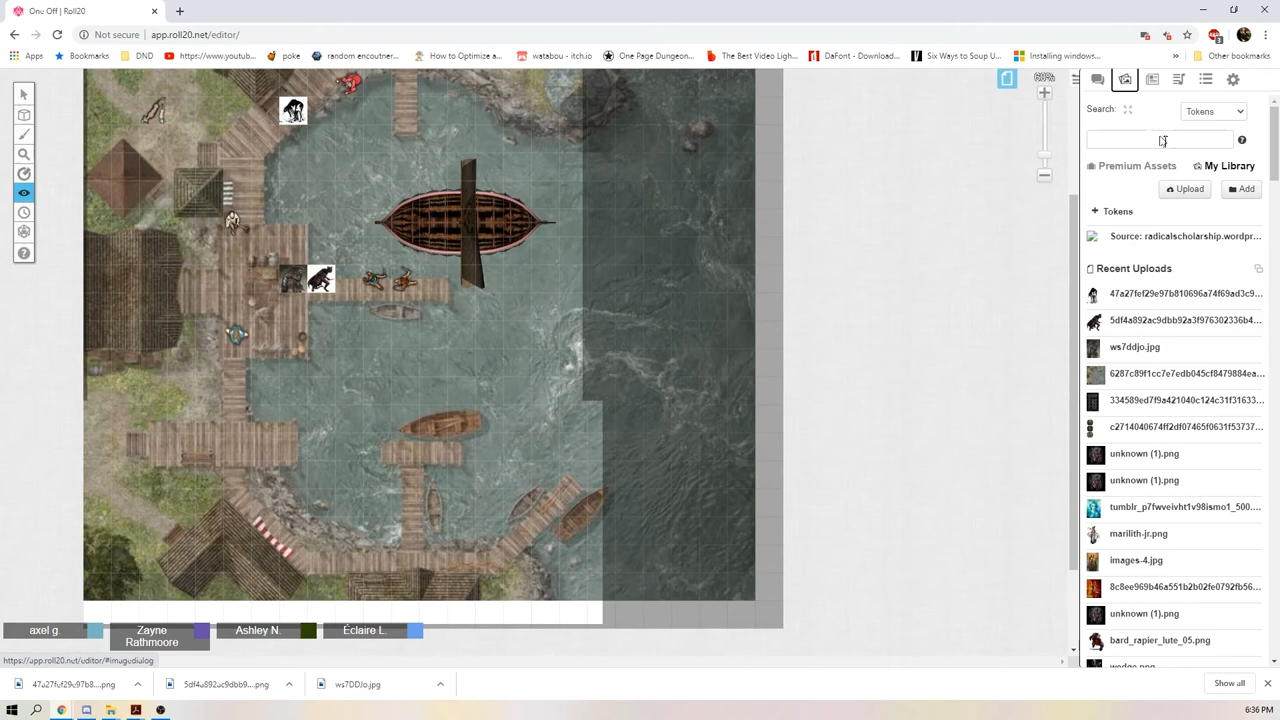 One Off | Roll20
Not secure | app.roll20.net/editor/
Apps
Bookmarks
DND
https://www.youtub...
poke
random encoutner...
How to Optimize a...
watabou - itch.io
One Page Dungeon...
The Best Video Ligh...
DaFont - Download...
Six Ways to Soup U...
Installing windows...
»
Other bookmarks
60%
Search:
Tokens
Premium Assets
My Library
Upload
Add
+ Tokens
Source: radicalscholarship.wordpr...
Recent Uploads
47a27fef29e97b810696a74f69ad3c9...
5df4a892ac9dbb92a3f976302336b4...
ws7ddjo.jpg
6287c89f1cc7e7edb045cf8479884ea...
334589ed7f9a421040c124c31f31633...
c2714040674ff2df07465f0631f53737...
unknown (1).png
unknown (1).png
tumblr_p7fwveivht1v98ismo1_500....
marilith-jr.png
images-4.jpg
8c8ee969b46a551b2b02fe0792fb56...
unknown (1).png
bard_rapier_lute_05.png
wedge.png
axel g.
Zayne
Rathmoore
Ashley N.
Éclaire L.
https://app.roll20.net/editor/#imagedialog
47a27fef29e97b8....png
5df4a892ac9dbb9....png
ws7DDJo.jpg
Show all
6:36 PM